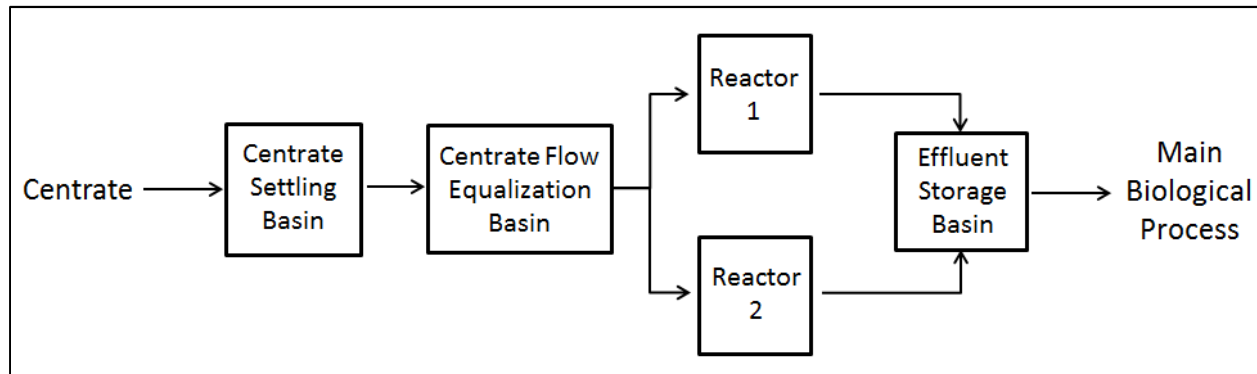 Centrate
Centrate
Settling
Basin
Centrate Flow
Equalization
Basin
Reactor
1
Reactor
2
Effluent
Storage
Basin
Main
Biological
Process